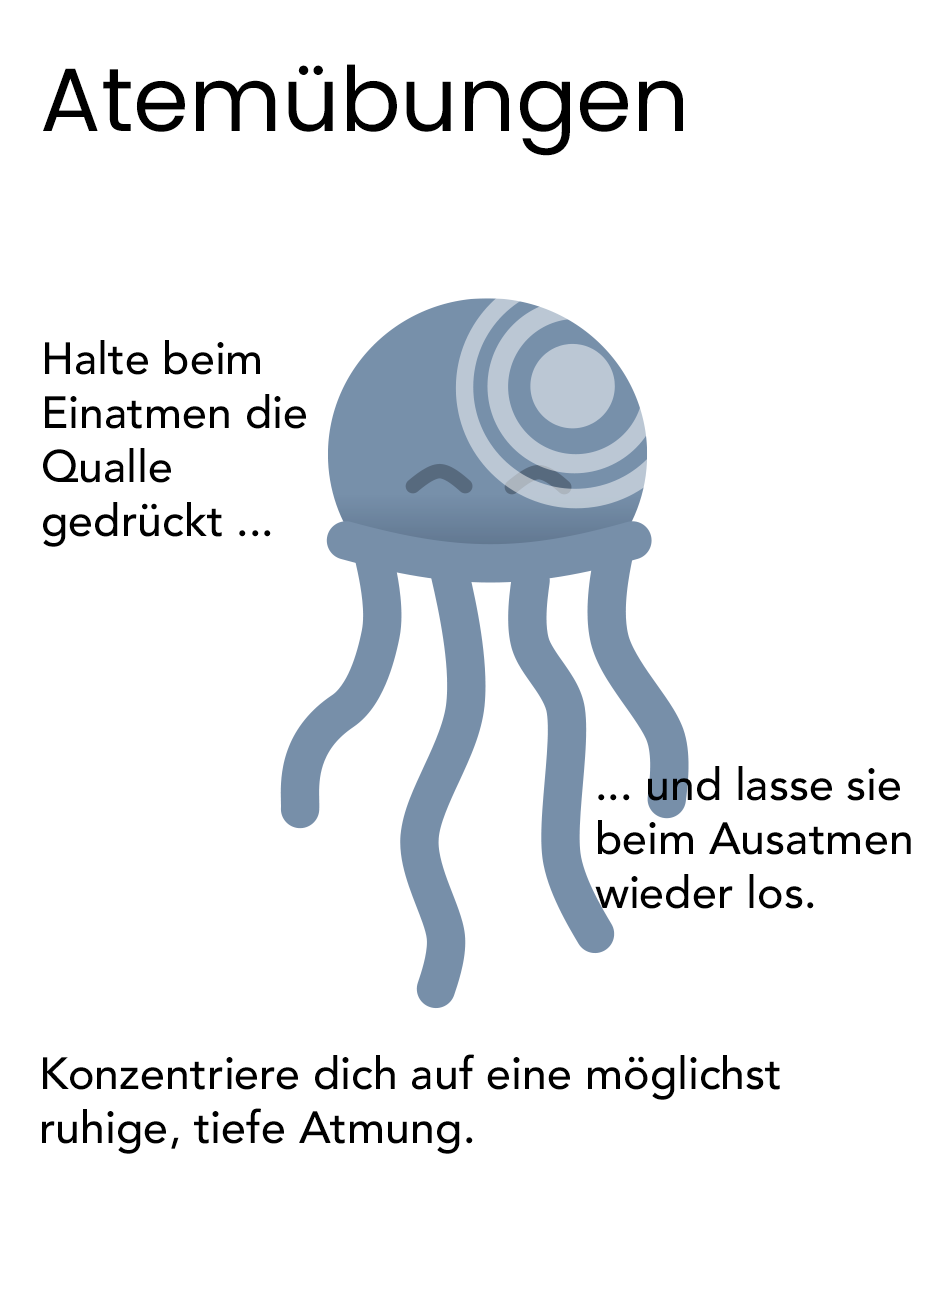 Atemübungen
Halte beim
Einatmen die
Qualle
gedrückt ...
... und lasse sie
beim Ausatmen
wieder los.
Konzentriere dich auf eine möglichst
ruhige, tiefe Atmung.